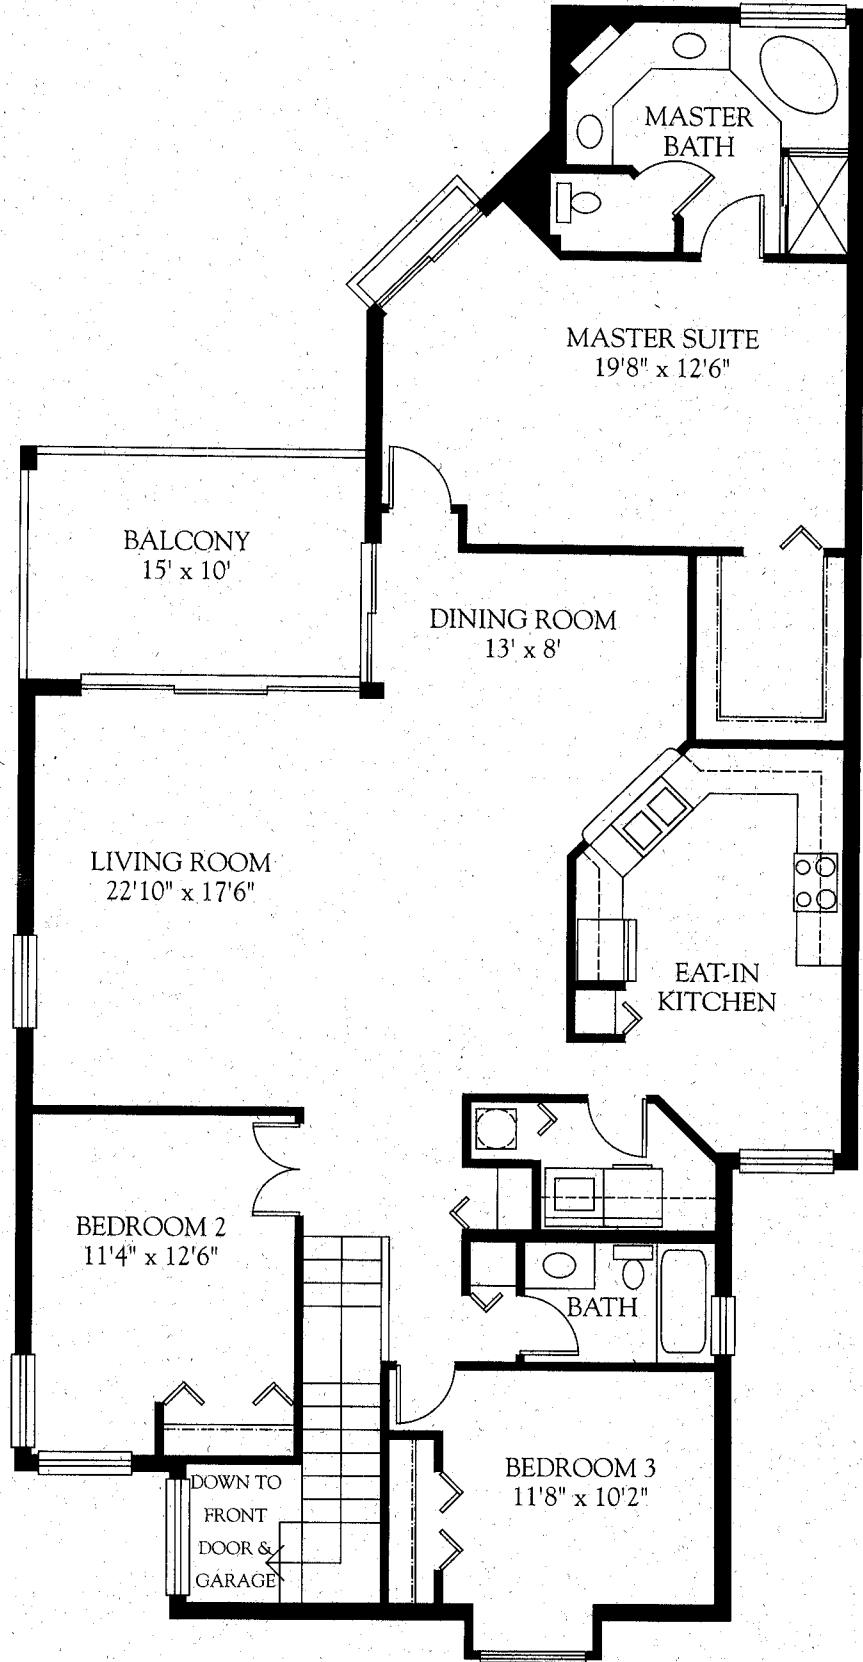 MASTER
BATH
MASTER SUITE
19'8" x 12'6"
BALCONY
15' x 10'
DINING ROOM
13' x 8'
LIVING ROOM
22'10" x 17'6"
EAT-IN
KITCHEN
BEDROOM 2
11'4" x 12'6"
BATH
BEDROOM 3
11'8" x 10'2"
DOWN TO
FRONT
DOOR &
GARAGE